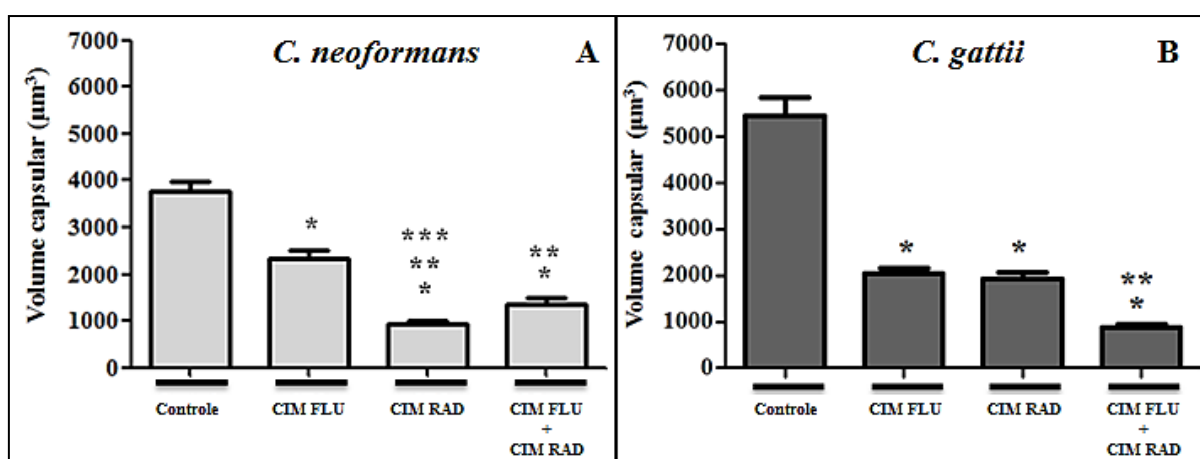 C. neoformans
A
Volume capsular (µm³)
7000
6000
5000
4000
3000
2000
1000
0
*
***
**
*
**
*
Controle
CIM FLU
CIM RAD
CIM FLU
+
CIM RAD
C. gattii
B
Volume capsular (µm³)
7000
6000
5000
4000
3000
2000
1000
0
*
*
**
*
Controle
CIM FLU
CIM RAD
CIM FLU
+
CIM RAD